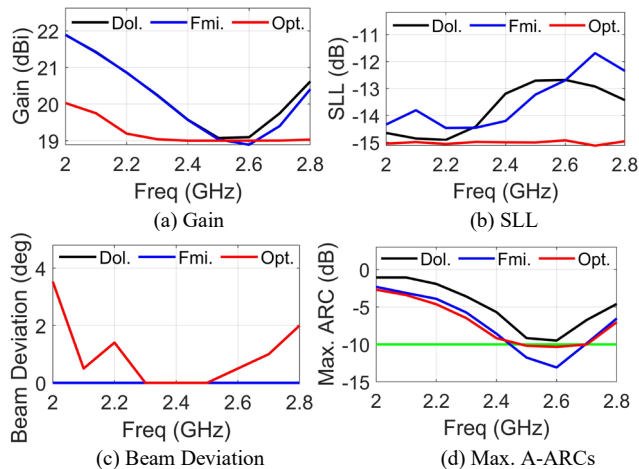 Dol. Fmi. Opt.
Gain (dBi)
22
21
20
19
2 2.2 2.4 2.6 2.8
Freq (GHz)
(a) Gain
Dol. Fmi. Opt.
SLL (dB)
-11
-12
-13
-14
-15
2 2.2 2.4 2.6 2.8
Freq (GHz)
(b) SLL
Dol. Fmi. Opt.
Beam Deviation (deg)
4
2
0
2 2.2 2.4 2.6 2.8
Freq (GHz)
(c) Beam Deviation
Dol. Fmi. Opt.
Max. ARC (dB)
0
-5
-10
-15
2 2.2 2.4 2.6 2.8
Freq (GHz)
(d) Max. A-ARCs